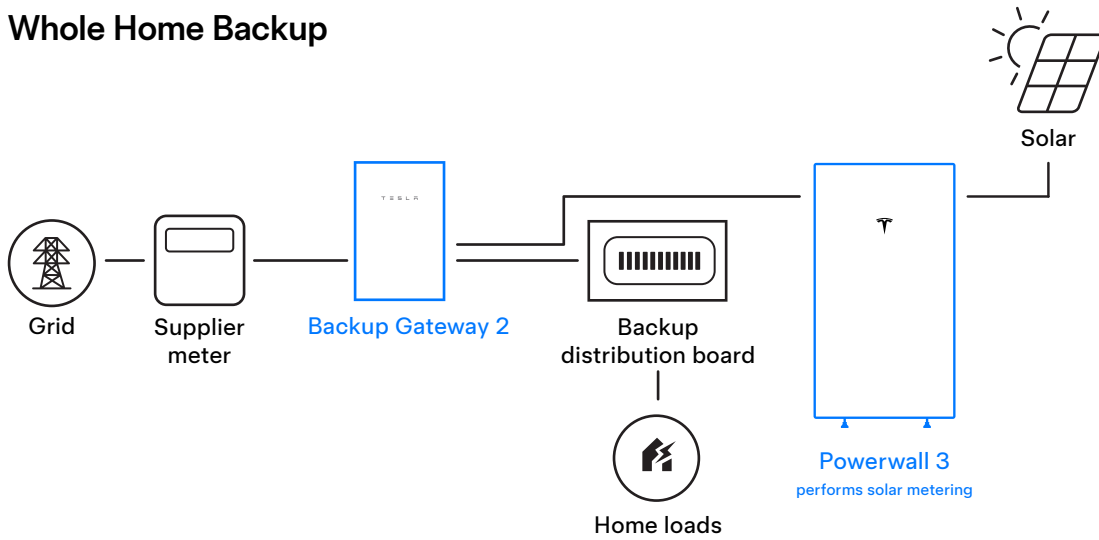 Whole Home Backup
Solar
TESLA
Grid
Supplier
meter
Backup Gateway 2
Backup
distribution board
Powerwall 3
performs solar metering
Home loads